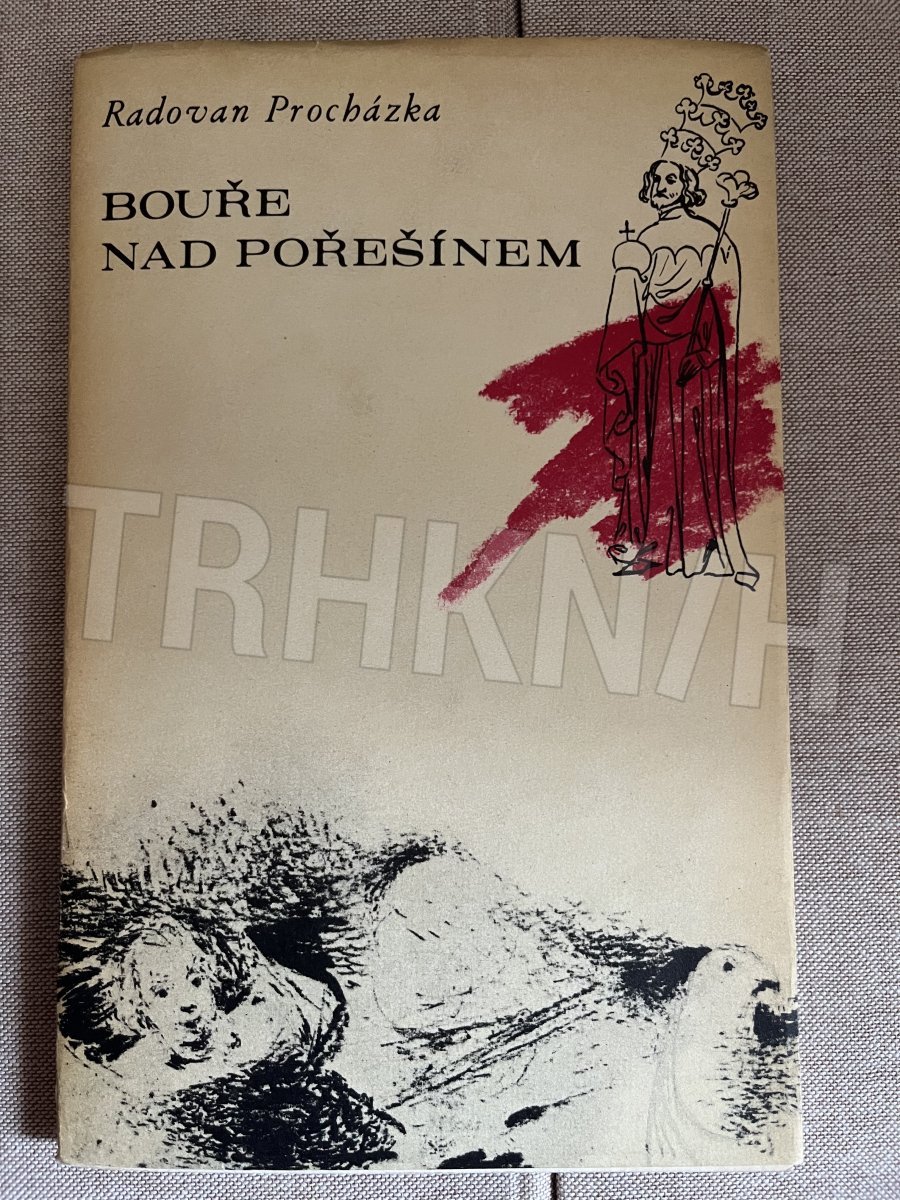 Radovan Procházka
BOUŘE
NAD POŘEŠÍNEM
TRHKNIH